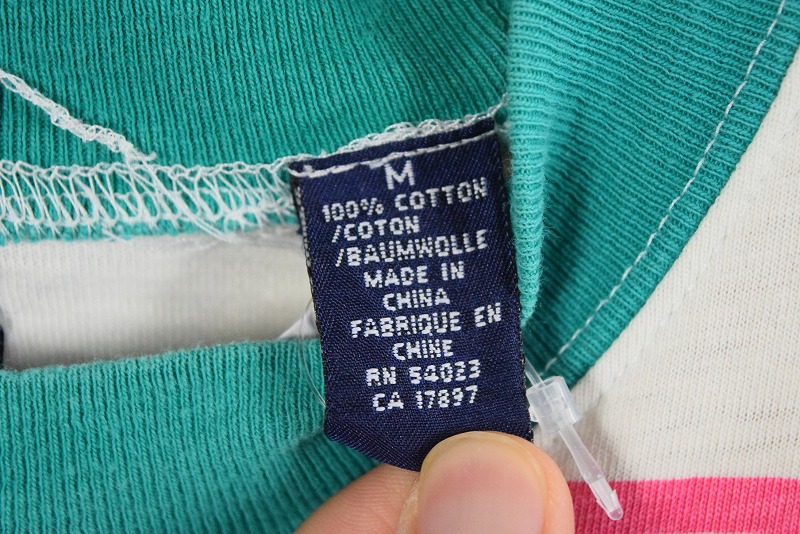 M
100% COTTON
/COTON
/BAUMWOLLE
MADE IN
CHINA
FABRIQUE EN
CHINE
RN 54023
CA 17897